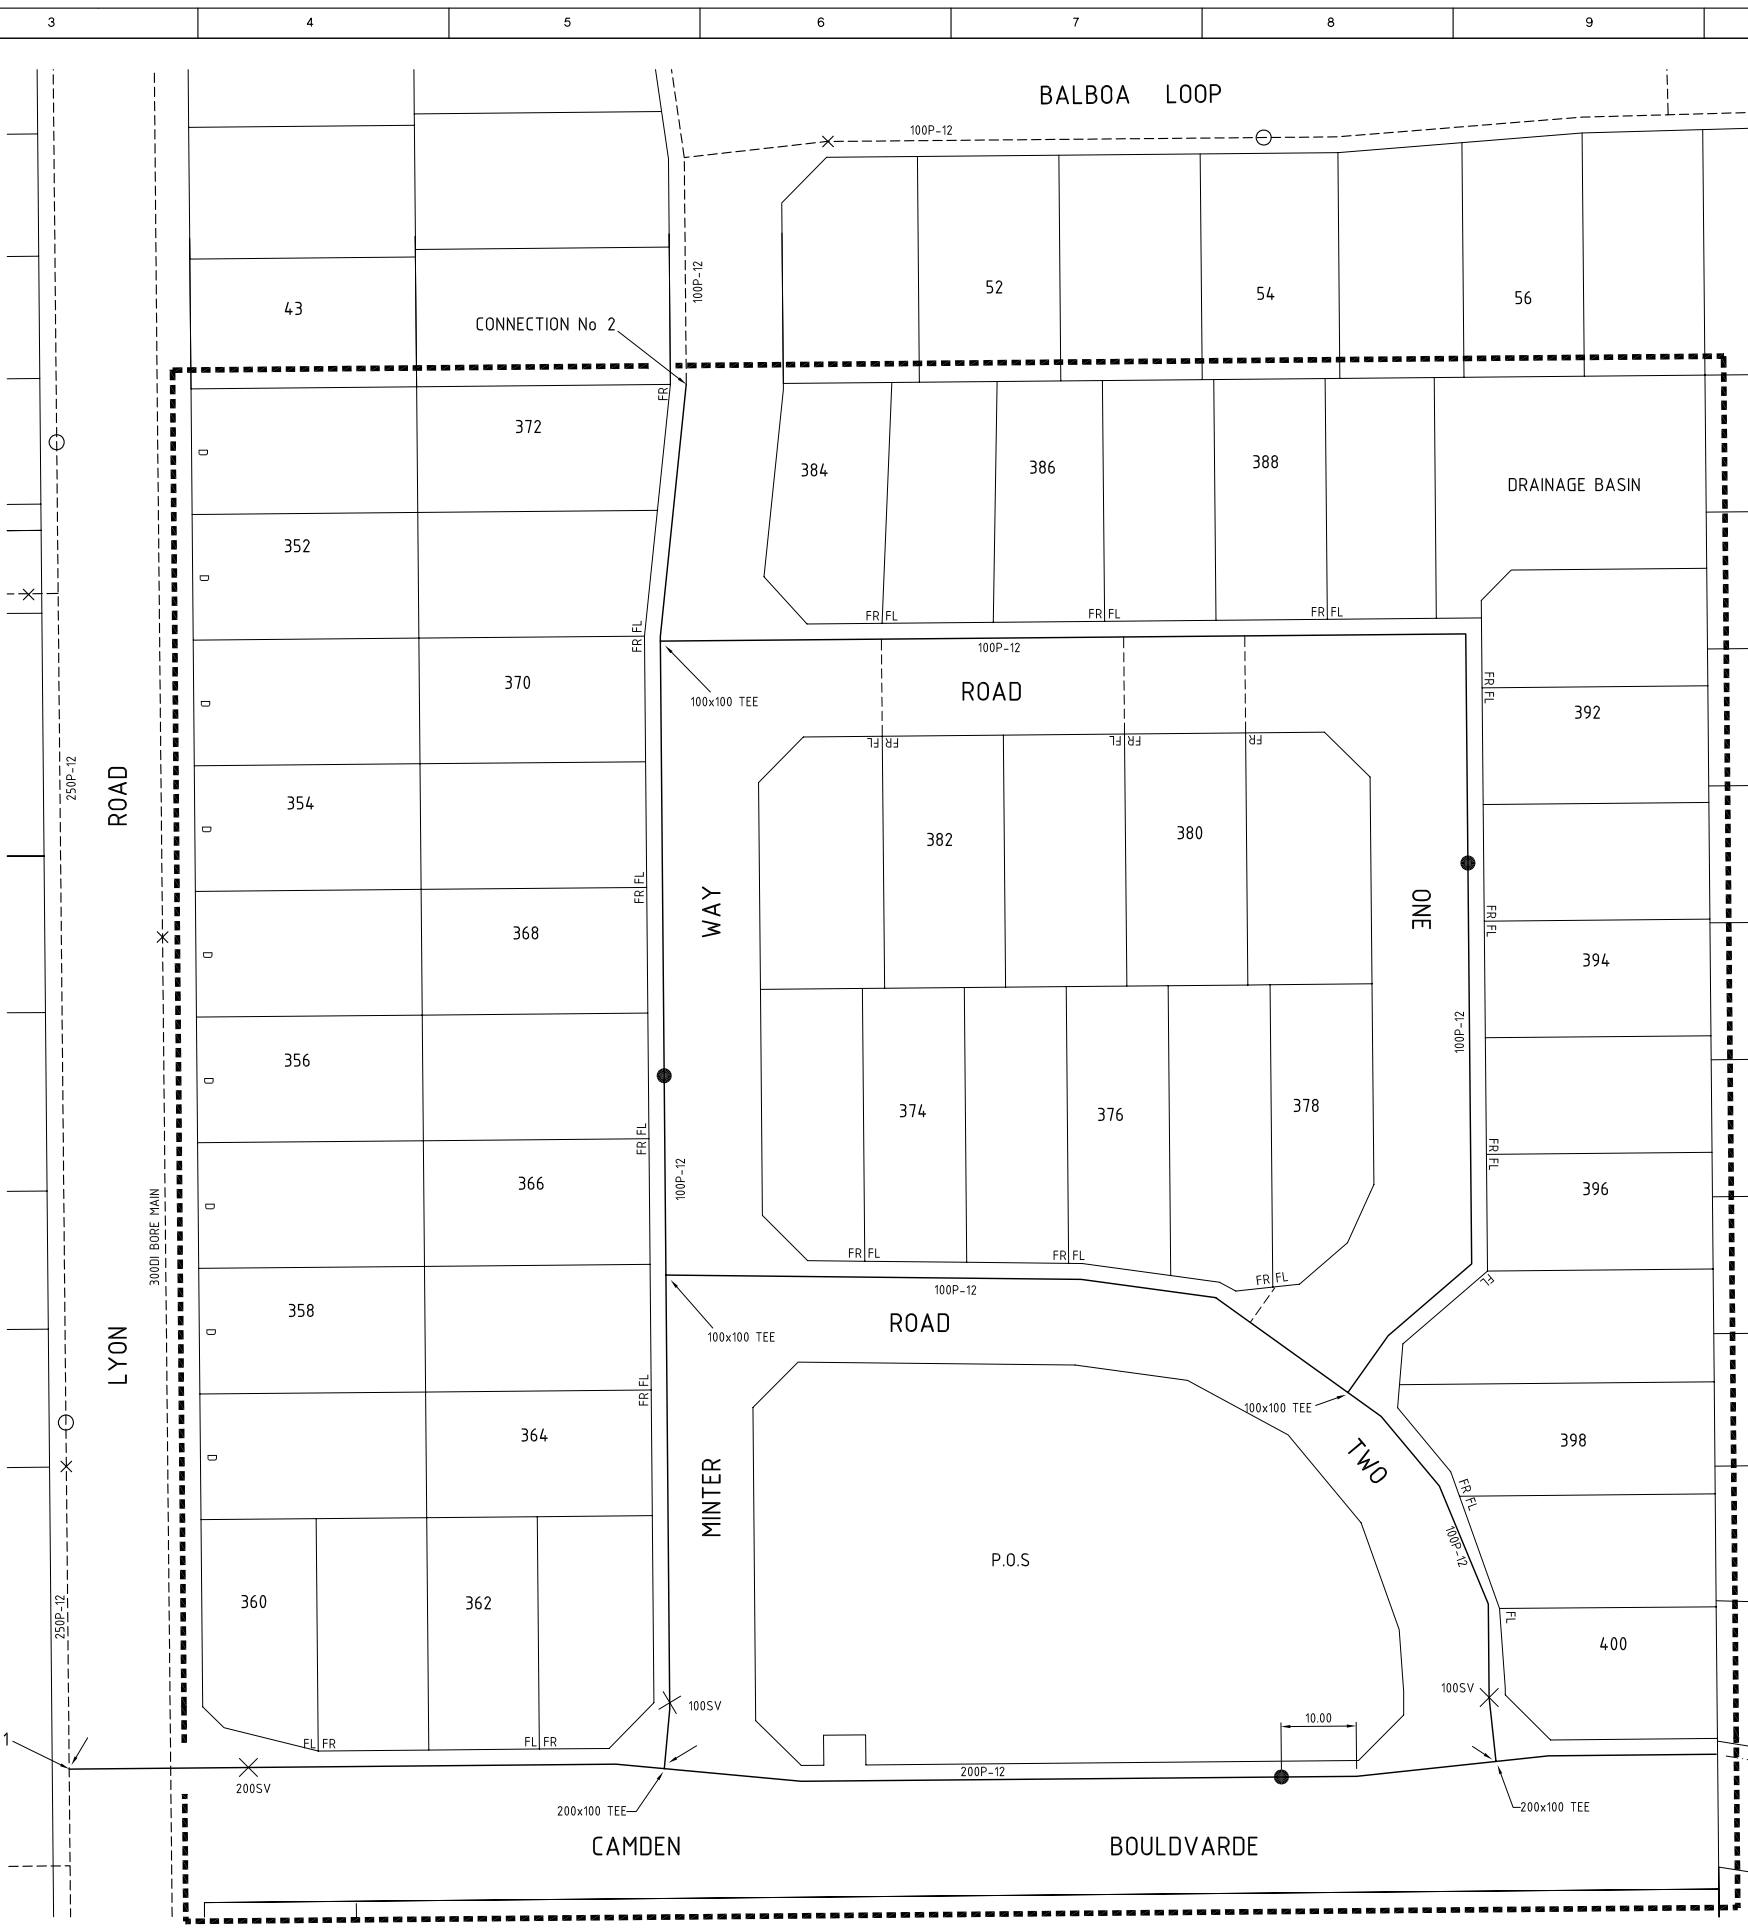 3 4 5 6 7 8 9
BALBOA LOOP
100P-12
100P-12
43
CONNECTION No 2
52
54
56
FR
372
384
386
388
DRAINAGE BASIN
D
352
D
FR FL
FR FL
FR FL
FR FL
100P-12
370
100x100 TEE
ROAD
FR FL
392
D
FL FR
FL FR
FR
250P-12
ROAD
354
D
382
380
FR FL
WAY
ONE
FR FL
368
D
394
356
D
100P-12
374
376
378
FR FL
FR FL
100P-12
366
396
D
300DI BORE MAIN
FR FL
FR FL
FR FL
FL
100P-12
358
ROAD
100x100 TEE
LYON
D
FR FL
100x100 TEE
364
398
D
TWO
MINTER
FR FL
100P-12
P.O.S
360
362
250P-12
FL
400
100SV
100SV
10.00
1
FL FR
FL FR
200P-12
200SV
200x100 TEE
200x100 TEE
CAMDEN BOULDVARDE